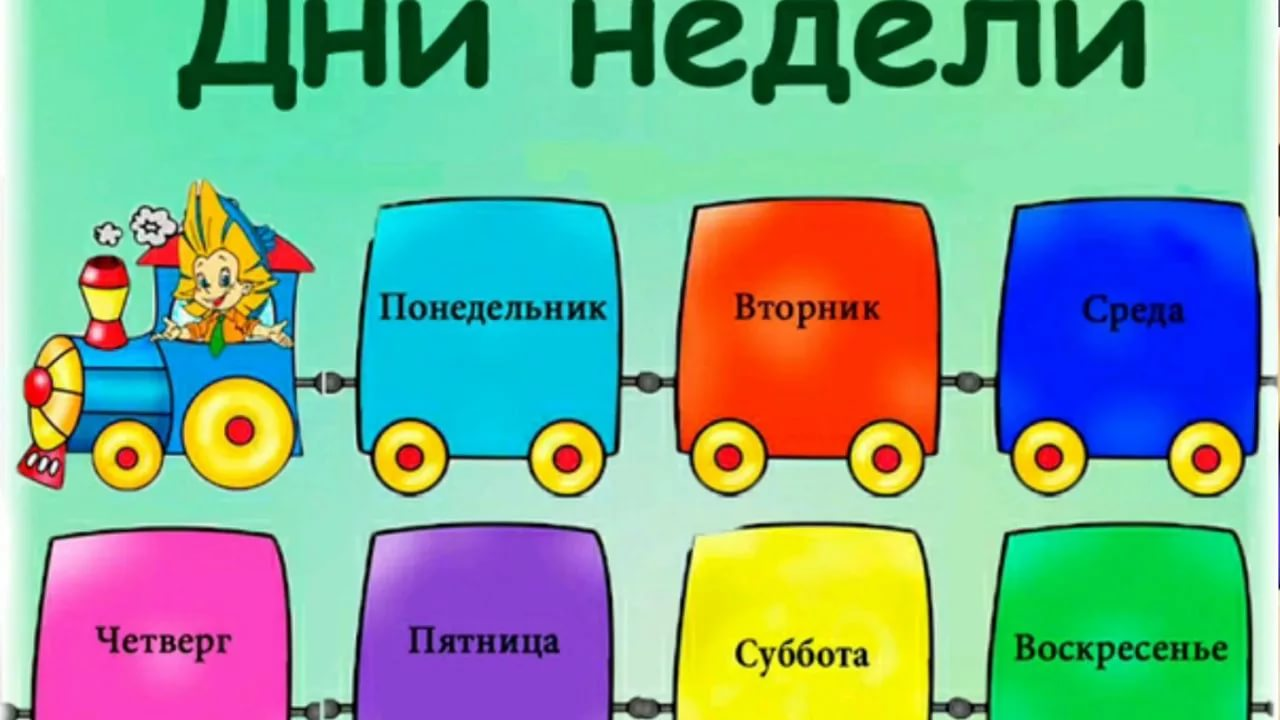 Дни недели
Понедельник
Вторник
Среда
Четверг
Пятница
Суббота
Воскресенье